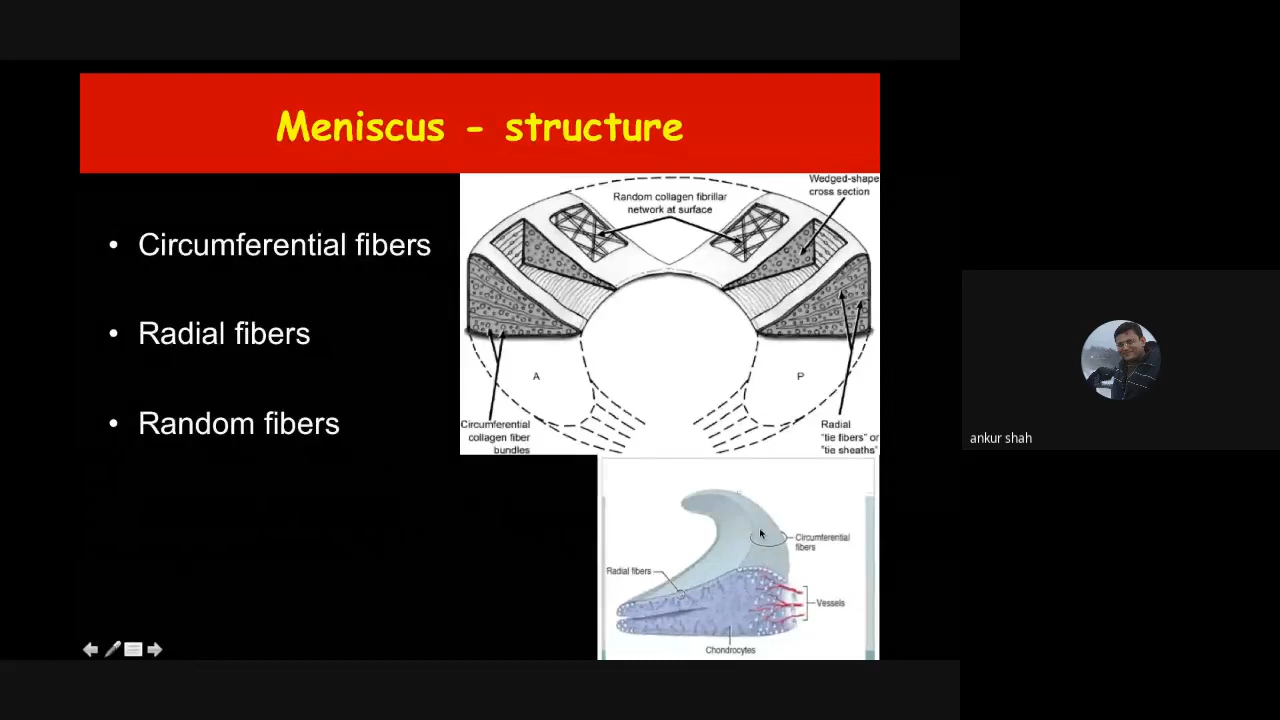 Meniscus - structure
• Circumferential fibers
• Radial fibers
• Random fibers
Random collagen fibrillar
network at surface
Wedged-shape
cross section
A
P
Circumferential
collagen fiber
bundles
Radial
"tie fibers" or
"tie sheaths"
Circumferential
fibers
Radial fibers
Vessels
Chondrocytes
ankur shah